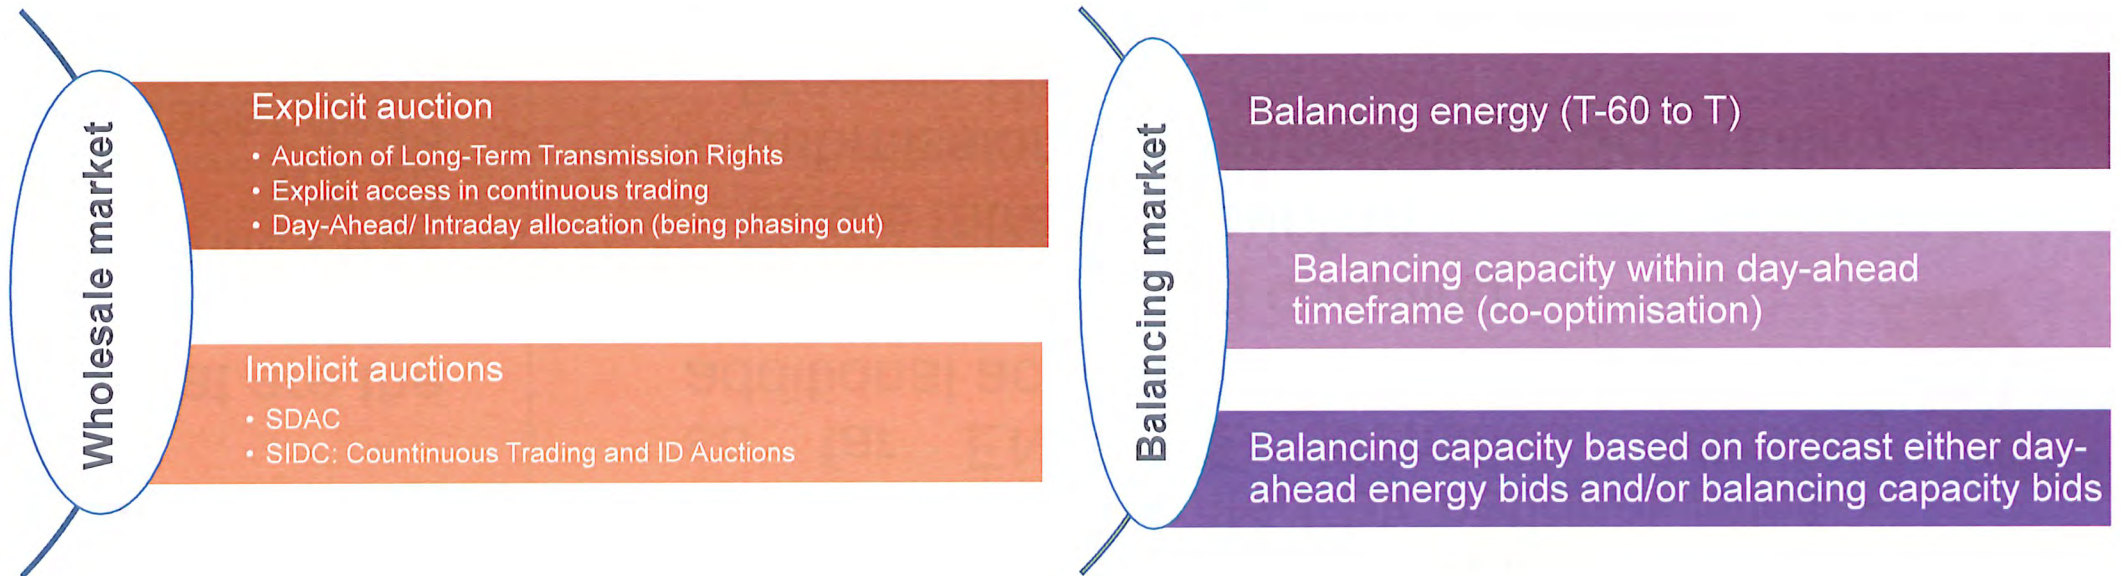 Wholesale market
Explicit auction
• Auction of Long-Term Transmission Rights
• Explicit access in continuous trading
• Day-Ahead/ Intraday allocation (being phasing out)
Implicit auctions
• SDAC
• SIDC: Countinuous Trading and ID Auctions
Balancing market
Balancing energy (T-60 to T)
Balancing capacity within day-ahead
timeframe (co-optimisation)
Balancing capacity based on forecast either day-
ahead energy bids and/or balancing capacity bids